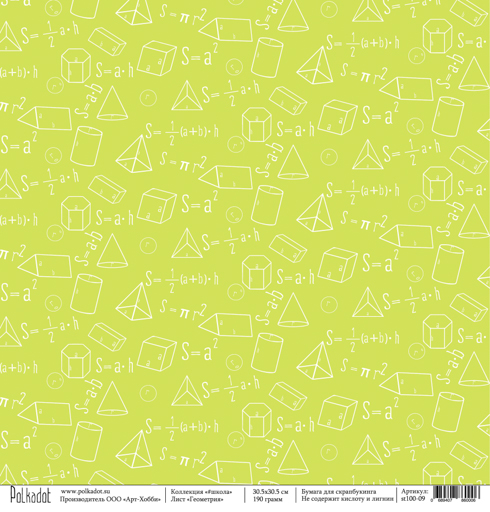 S = π r²
S = ½ a · h
S = a · h
S = ½ (a+b) · h
S = a²
Polkadot
www.polkadot.su
Производитель ООО «Арт-Хобби»
Коллекция «#школа»
Лист «Геометрия»
30.5х30.5 см
190 грамм
Бумага для скрапбукинга
Не содержит кислоту и лигнин
Артикул:
st100-09